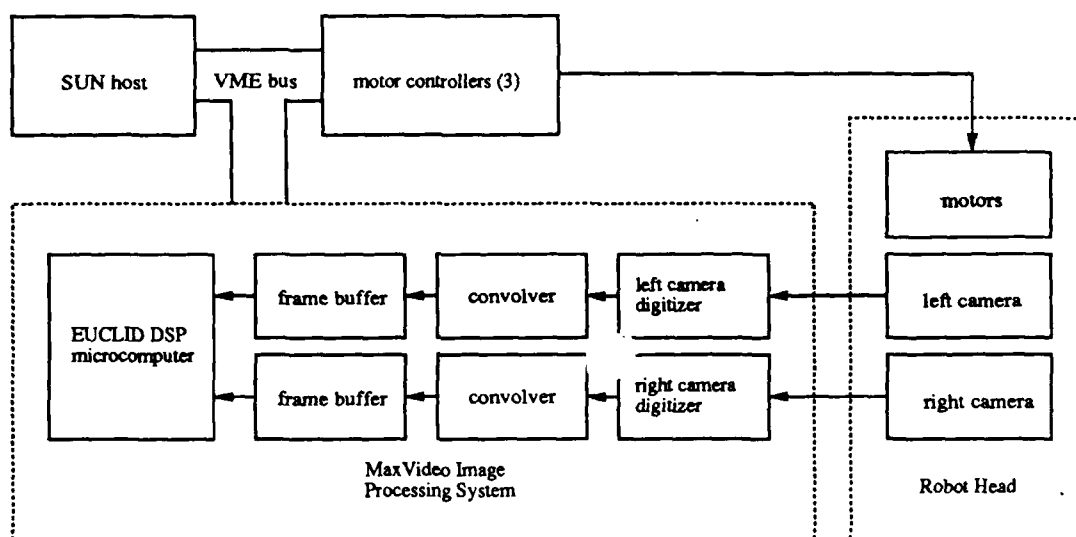 SUN host
VME bus
motor controllers (3)
motors
frame buffer
convolver
left camera
digitizer
left camera
EUCLID DSP
microcomputer
frame buffer
convolver
right camera
digitizer
right camera
MaxVideo Image
Processing System
Robot Head